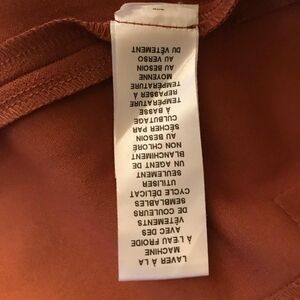 LAVER À LA
MACHINE
À L'EAU FROIDE
AVEC DES
VÊTEMENTS
DE COULEURS
SEMBLABLES
CYCLE DÉLICAT
UTILISER
SEULEMENT
UN AGENT DE
BLANCHIMENT
NON CHLORÉ
AU BESOIN
SÉCHER PAR
CULBUTAGE
À BASSE
TEMPÉRATURE
REPASSER À
TEMPÉRATURE
MOYENNE
AU BESOIN
AU VERSO
DU VÊTEMENT